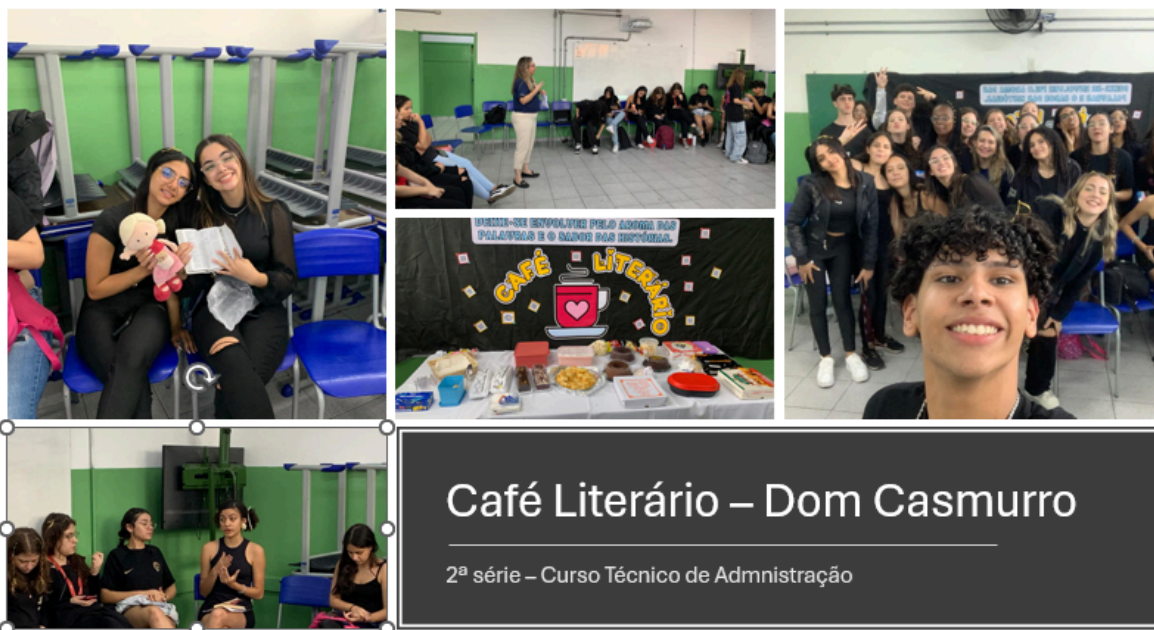 DEIXE-SE ENVOLVER PELO AROMA DAS
PALAVRAS E O SABOR DAS HISTÓRIAS.
CAFÉ LITERÁRIO
Café Literário – Dom Casmurro
2ª série – Curso Técnico de Admnistração